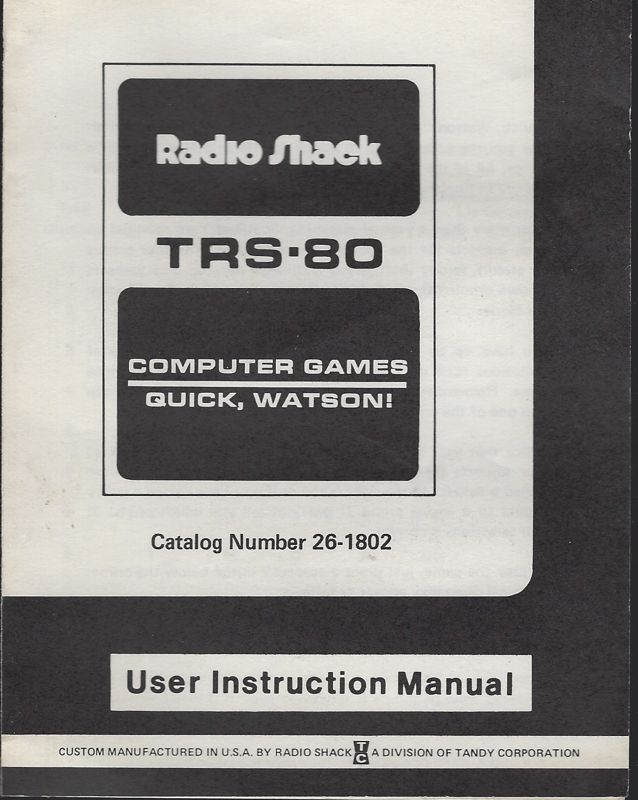 Radio Shack
TRS-80
COMPUTER GAMES
QUICK, WATSON!
Catalog Number 26-1802
User Instruction Manual
CUSTOM MANUFACTURED IN U.S.A. BY RADIO SHACK TC A DIVISION OF TANDY CORPORATION